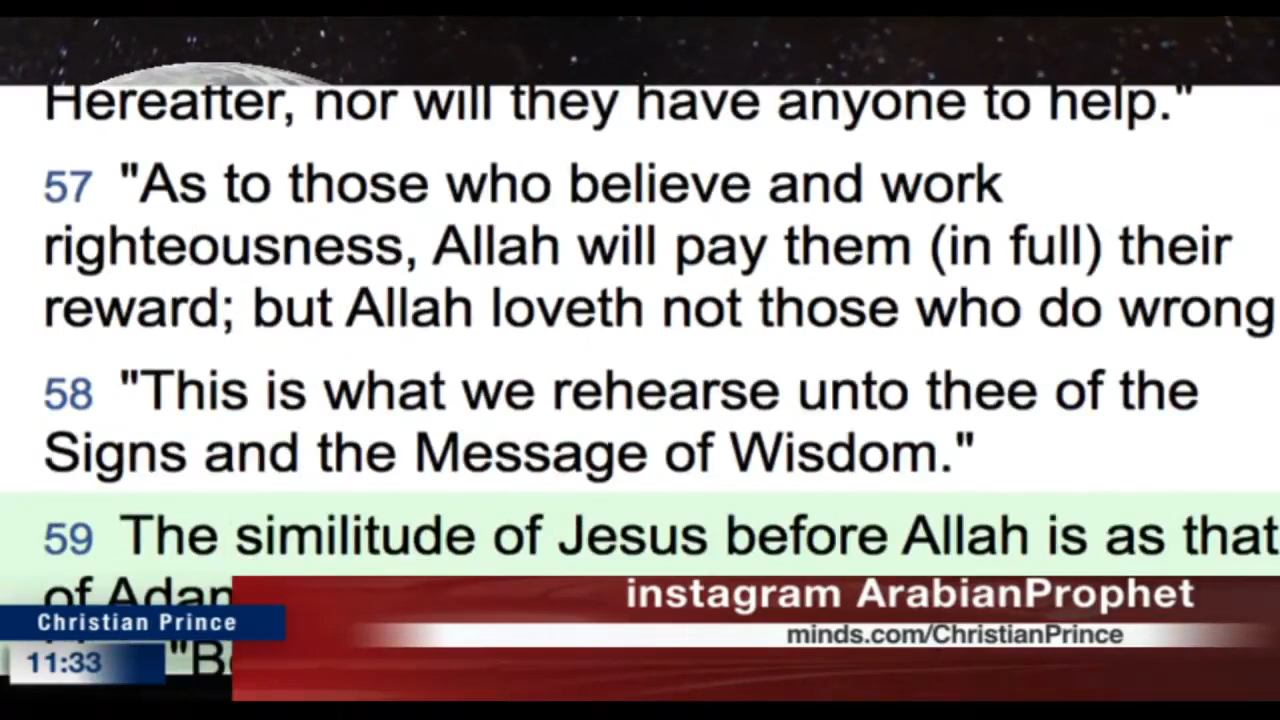 Hereafter, nor will they have anyone to help."
57 "As to those who believe and work
righteousness, Allah will pay them (in full) their
reward; but Allah loveth not those who do wrong
58 "This is what we rehearse unto thee of the
Signs and the Message of Wisdom."
59 The similitude of Jesus before Allah is as that
of Adam
instagram ArabianProphet
Christian Prince
minds.com/ChristianPrince
11:33